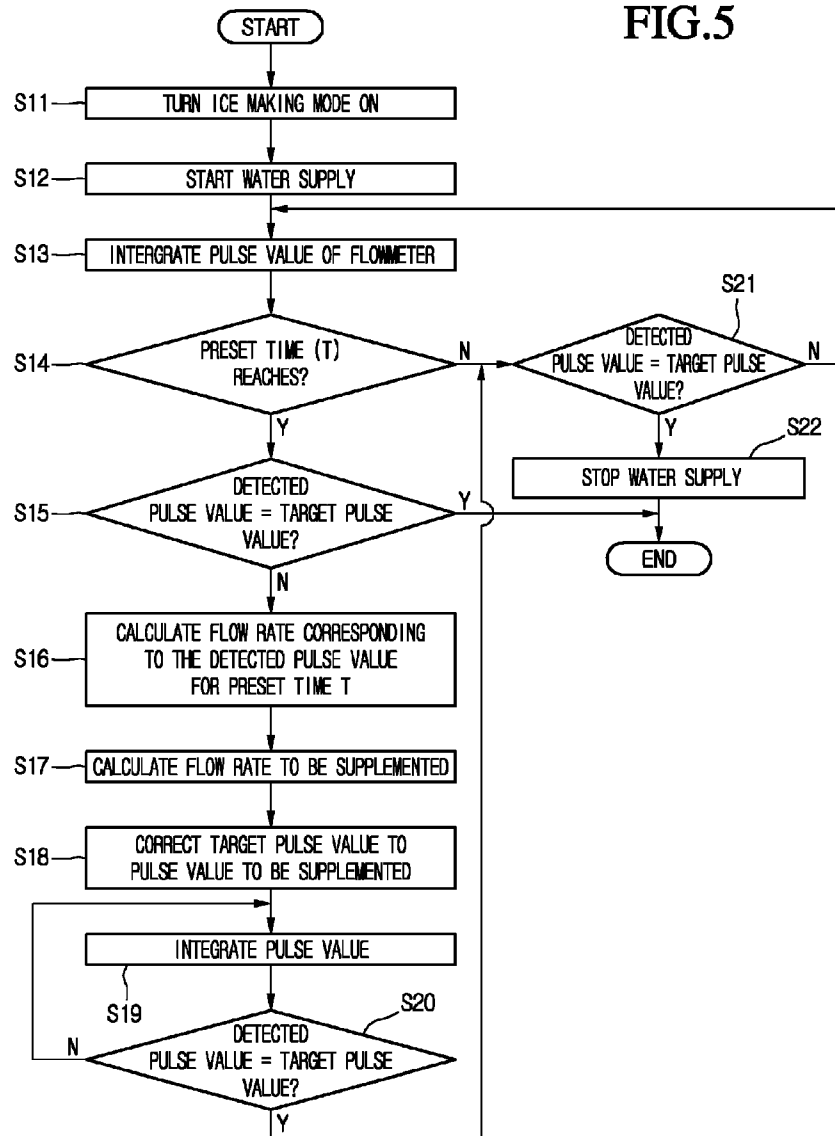 FIG.5
START
S11
TURN ICE MAKING MODE ON
S12
START WATER SUPPLY
S13
INTERGRATE PULSE VALUE OF FLOWMETER
S14
PRESET TIME (T)
REACHES?
N
Y
S21
DETECTED
PULSE VALUE = TARGET PULSE
VALUE?
N
Y
S22
STOP WATER SUPPLY
END
S15
DETECTED
PULSE VALUE = TARGET PULSE
VALUE?
Y
N
S16
CALCULATE FLOW RATE CORRESPONDING
TO THE DETECTED PULSE VALUE
FOR PRESET TIME T
S17
CALCULATE FLOW RATE TO BE SUPPLEMENTED
S18
CORRECT TARGET PULSE VALUE TO
PULSE VALUE TO BE SUPPLEMENTED
INTEGRATE PULSE VALUE
S19
S20
DETECTED
PULSE VALUE = TARGET PULSE
VALUE?
N
Y